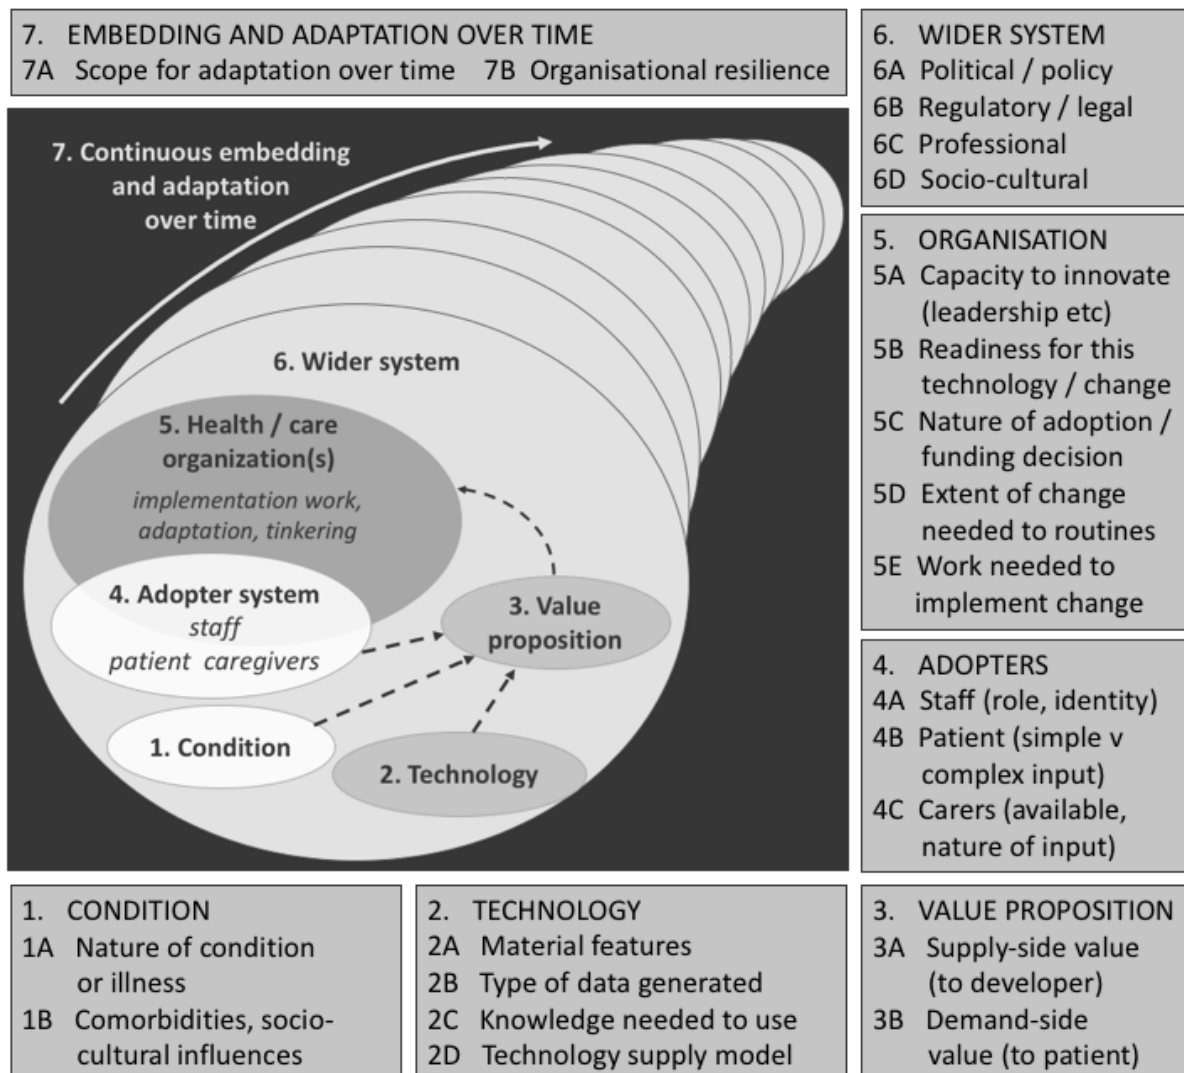 7. EMBEDDING AND ADAPTATION OVER TIME
7A Scope for adaptation over time 7B Organisational resilience
7. Continuous embedding
and adaptation
over time
6. Wider system
5. Health / care
organization(s)
implementation work,
adaptation, tinkering
4. Adopter system
staff
patient caregivers
3. Value
proposition
1. Condition
2. Technology
6. WIDER SYSTEM
6A Political / policy
6B Regulatory / legal
6C Professional
6D Socio-cultural
5. ORGANISATION
5A Capacity to innovate
(leadership etc)
5B Readiness for this
technology / change
5C Nature of adoption /
funding decision
5D Extent of change
needed to routines
5E Work needed to
implement change
4. ADOPTERS
4A Staff (role, identity)
4B Patient (simple v
complex input)
4C Carers (available,
nature of input)
1. CONDITION
1A Nature of condition
or illness
1B Comorbidities, socio-
cultural influences
2. TECHNOLOGY
2A Material features
2B Type of data generated
2C Knowledge needed to use
2D Technology supply model
3. VALUE PROPOSITION
3A Supply-side value
(to developer)
3B Demand-side
value (to patient)